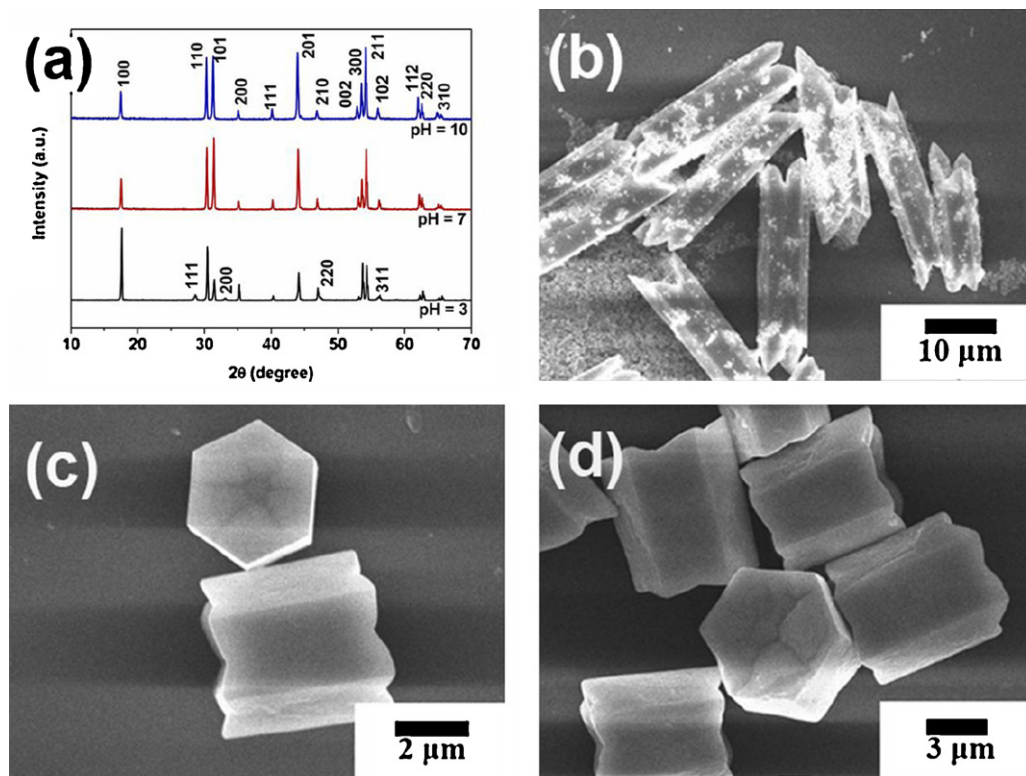 (a)
Intensity (a.u.)
100
110
101
200
111
201
210
002
300
211
102
112
220
310
pH = 10
pH = 7
111
200
220
311
pH = 3
10 20 30 40 50 60 70
2θ (degree)
(b)
10 µm
(c)
2 µm
(d)
3 µm